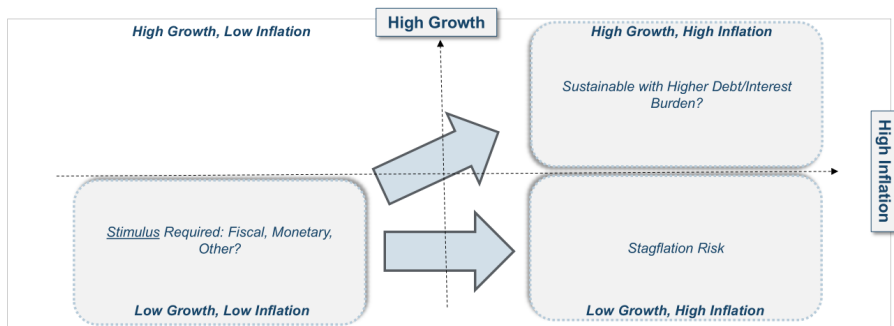 High Growth
High Growth, Low Inflation
High Growth, High Inflation
Sustainable with Higher Debt/Interest
Burden?
High Inflation
Stimulus Required: Fiscal, Monetary,
Other?
Stagflation Risk
Low Growth, Low Inflation
Low Growth, High Inflation